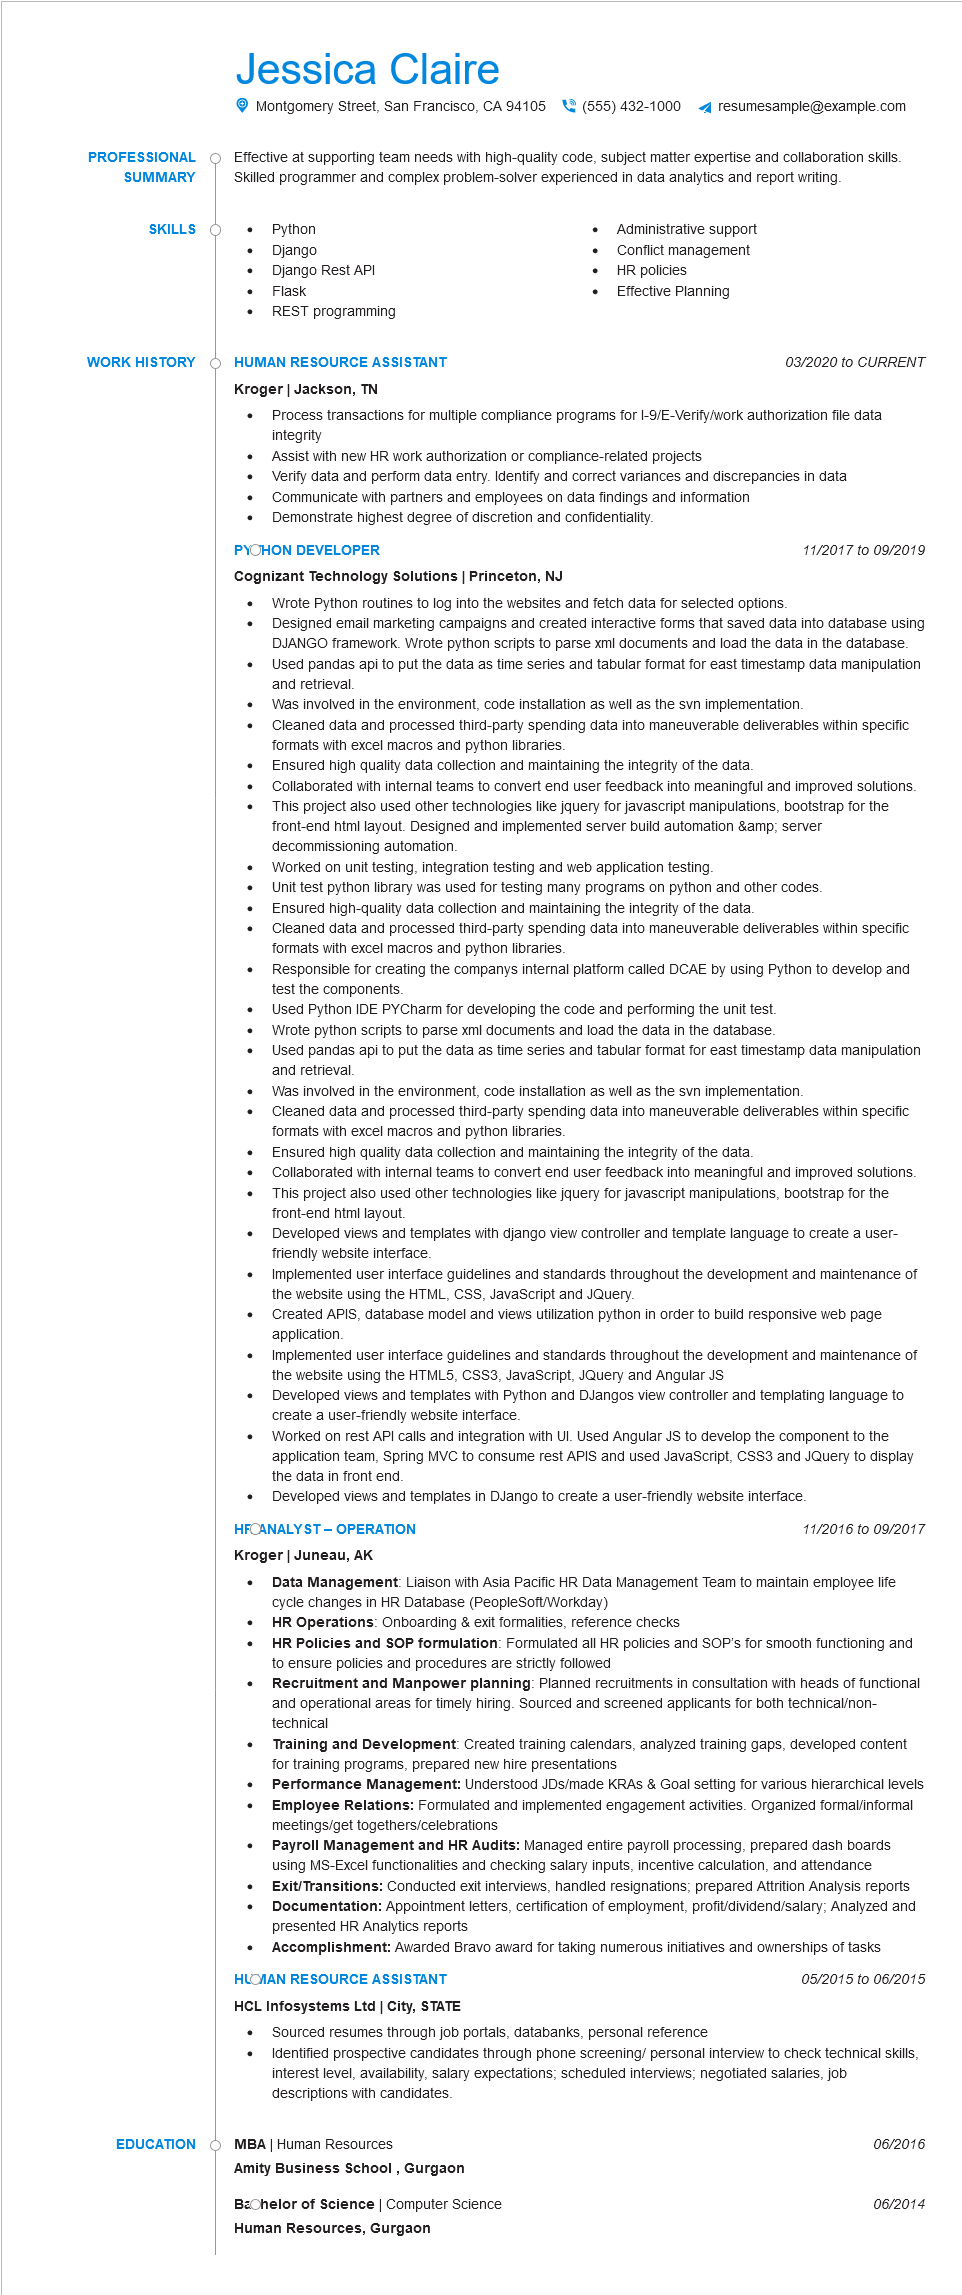 Jessica Claire
Montgomery Street, San Francisco, CA 94105 (555) 432-1000 resumesample@example.com
PROFESSIONAL SUMMARY
Effective at supporting team needs with high-quality code, subject matter expertise and collaboration skills.
Skilled programmer and complex problem-solver experienced in data analytics and report writing.
SKILLS
• Python
• Django
• Django Rest API
• Flask
• REST programming
• Administrative support
• Conflict management
• HR policies
• Effective Planning
WORK HISTORY
HUMAN RESOURCE ASSISTANT 03/2020 to CURRENT
Kroger | Jackson, TN
• Process transactions for multiple compliance programs for I-9/E-Verify/work authorization file data
integrity
• Assist with new HR work authorization or compliance-related projects
• Verify data and perform data entry. Identify and correct variances and discrepancies in data
• Communicate with partners and employees on data findings and information
• Demonstrate highest degree of discretion and confidentiality.
PYTHON DEVELOPER 11/2017 to 09/2019
Cognizant Technology Solutions | Princeton, NJ
• Wrote Python routines to log into the websites and fetch data for selected options.
• Designed email marketing campaigns and created interactive forms that saved data into database using
DJANGO framework. Wrote python scripts to parse xml documents and load the data in the database.
• Used pandas api to put the data as time series and tabular format for east timestamp data manipulation
and retrieval.
• Was involved in the environment, code installation as well as the svn implementation.
• Cleaned data and processed third-party spending data into maneuverable deliverables within specific
formats with excel macros and python libraries.
• Ensured high quality data collection and maintaining the integrity of the data.
• Collaborated with internal teams to convert end user feedback into meaningful and improved solutions.
• This project also used other technologies like jquery for javascript manipulations, bootstrap for the
front-end html layout. Designed and implemented server build automation &amp; server
decommissioning automation.
• Worked on unit testing, integration testing and web application testing.
• Unit test python library was used for testing many programs on python and other codes.
• Ensured high-quality data collection and maintaining the integrity of the data.
• Cleaned data and processed third-party spending data into maneuverable deliverables within specific
formats with excel macros and python libraries.
• Responsible for creating the companys internal platform called DCAE by using Python to develop and
test the components.
• Used Python IDE PYCharm for developing the code and performing the unit test.
• Wrote python scripts to parse xml documents and load the data in the database.
• Used pandas api to put the data as time series and tabular format for east timestamp data manipulation
and retrieval.
• Was involved in the environment, code installation as well as the svn implementation.
• Cleaned data and processed third-party spending data into maneuverable deliverables within specific
formats with excel macros and python libraries.
• Ensured high quality data collection and maintaining the integrity of the data.
• Collaborated with internal teams to convert end user feedback into meaningful and improved solutions.
• This project also used other technologies like jquery for javascript manipulations, bootstrap for the
front-end html layout.
• Developed views and templates with django view controller and template language to create a user-
friendly website interface.
• Implemented user interface guidelines and standards throughout the development and maintenance of
the website using the HTML, CSS, JavaScript and JQuery.
• Created APIS, database model and views utilization python in order to build responsive web page
application.
• Implemented user interface guidelines and standards throughout the development and maintenance of
the website using the HTML5, CSS3, JavaScript, JQuery and Angular JS
• Developed views and templates with Python and DJangos view controller and templating language to
create a user-friendly website interface.
• Worked on rest API calls and integration with UI. Used Angular JS to develop the component to the
application team, Spring MVC to consume rest APIS and used JavaScript, CSS3 and JQuery to display
the data in front end.
• Developed views and templates in DJango to create a user-friendly website interface.
HR ANALYST – OPERATION 11/2016 to 09/2017
Kroger | Juneau, AK
• Data Management: Liaison with Asia Pacific HR Data Management Team to maintain employee life
cycle changes in HR Database (PeopleSoft/Workday)
• HR Operations: Onboarding & exit formalities, reference checks
• HR Policies and SOP formulation: Formulated all HR policies and SOP's for smooth functioning and
to ensure policies and procedures are strictly followed
• Recruitment and Manpower planning: Planned recruitments in consultation with heads of functional
and operational areas for timely hiring. Sourced and screened applicants for both technical/non-
technical
• Training and Development: Created training calendars, analyzed training gaps, developed content
for training programs, prepared new hire presentations
• Performance Management: Understood JDs/made KRAs & Goal setting for various hierarchical levels
• Employee Relations: Formulated and implemented engagement activities. Organized formal/informal
meetings/get togethers/celebrations
• Payroll Management and HR Audits: Managed entire payroll processing, prepared dash boards
using MS-Excel functionalities and checking salary inputs, incentive calculation, and attendance
• Exit/Transitions: Conducted exit interviews, handled resignations; prepared Attrition Analysis reports
• Documentation: Appointment letters, certification of employment, profit/dividend/salary; Analyzed and
presented HR Analytics reports
• Accomplishment: Awarded Bravo award for taking numerous initiatives and ownerships of tasks
HUMAN RESOURCE ASSISTANT 05/2015 to 06/2015
HCL Infosystems Ltd | City, STATE
• Sourced resumes through job portals, databanks, personal reference
• Identified prospective candidates through phone screening/ personal interview to check technical skills,
interest level, availability, salary expectations; scheduled interviews; negotiated salaries, job
descriptions with candidates.
EDUCATION
MBA | Human Resources 06/2016
Amity Business School , Gurgaon
Bachelor of Science | Computer Science 06/2014
Human Resources, Gurgaon